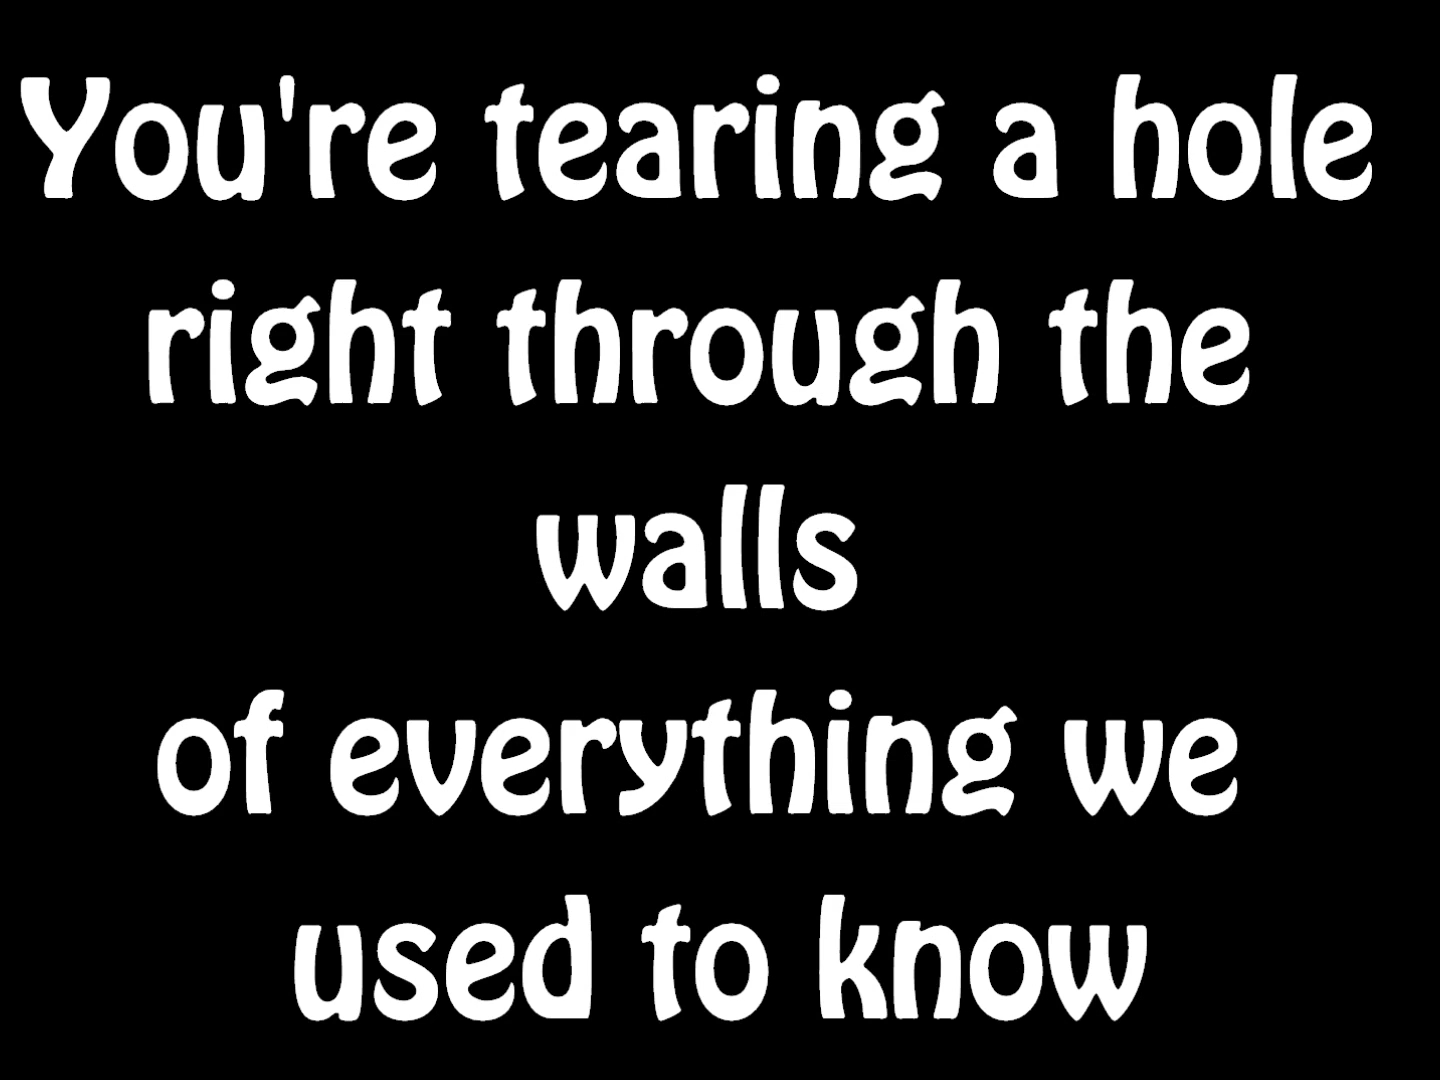 You're tearing a hole
right through the
walls
of everything we
used to know